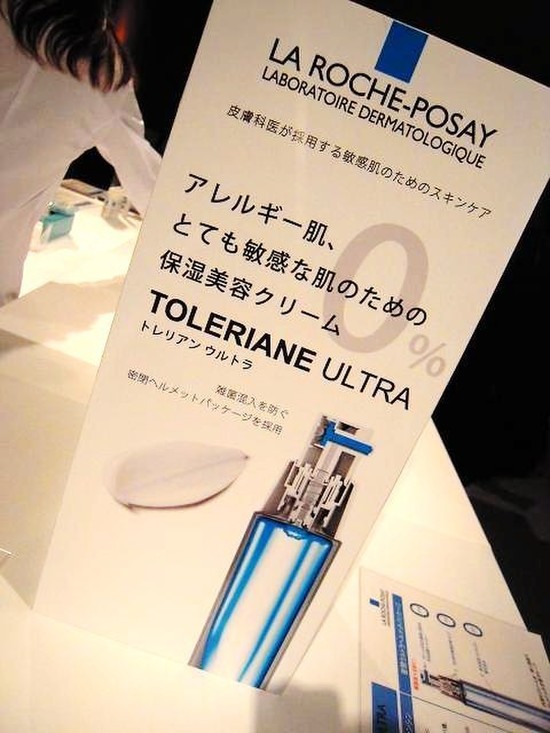 LA ROCHE-POSAY
LABORATOIRE DERMATOLOGIQUE
皮膚科医が採用する敏感肌のためのスキンケア
アレルギー肌、
とても敏感な肌のための
保湿美容クリーム
0%
TOLERIANE ULTRA
トレリアン ウルトラ
雑菌混入を防ぐ
密閉ヘルメットパッケージを採用
LA ROCHE-POSAY